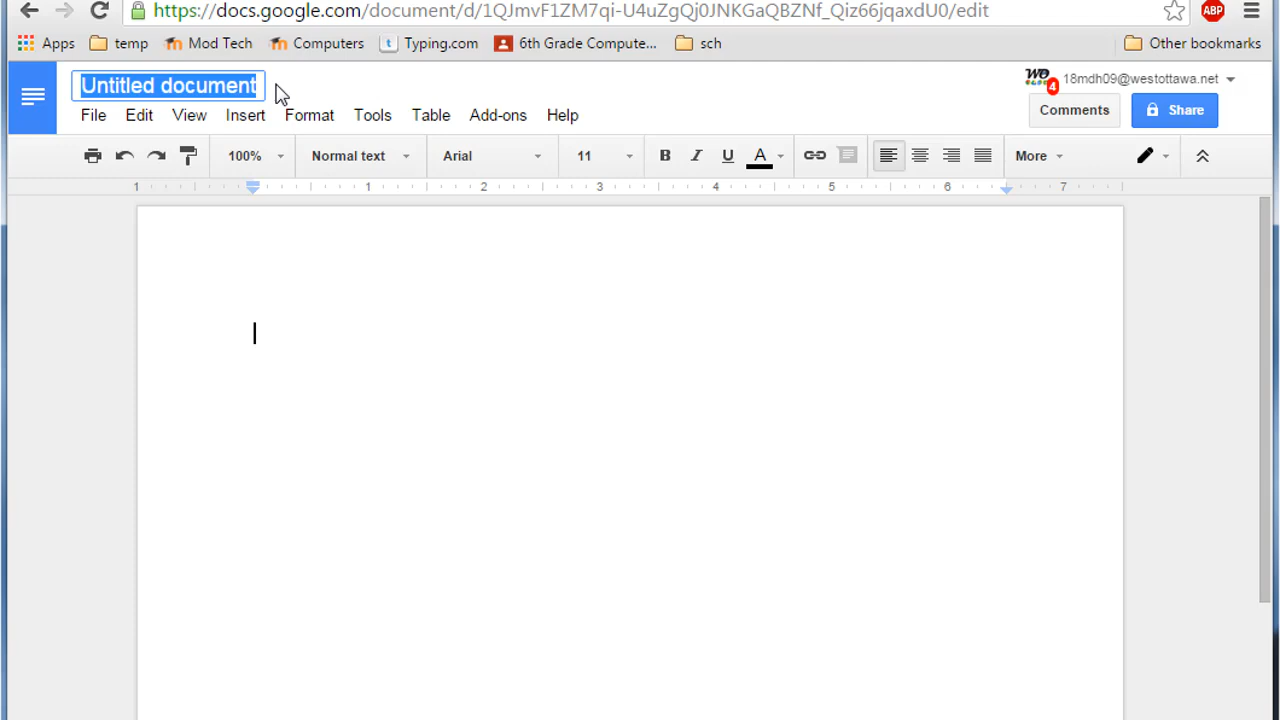 https://docs.google.com/document/d/1QJmvF1ZM7qi-U4uZgQj0JNKGaQBZNf_Qiz66jqaxdU0/edit ABP
Apps temp Mod Tech Computers t Typing.com 6th Grade Compute... sch Other bookmarks
Untitled document WO 4 18mdh09@westottawa.net
File Edit View Insert Format Tools Table Add-ons Help Comments Share
100% Normal text Arial 11 B I U A More
1 1 2 3 4 5 6 7